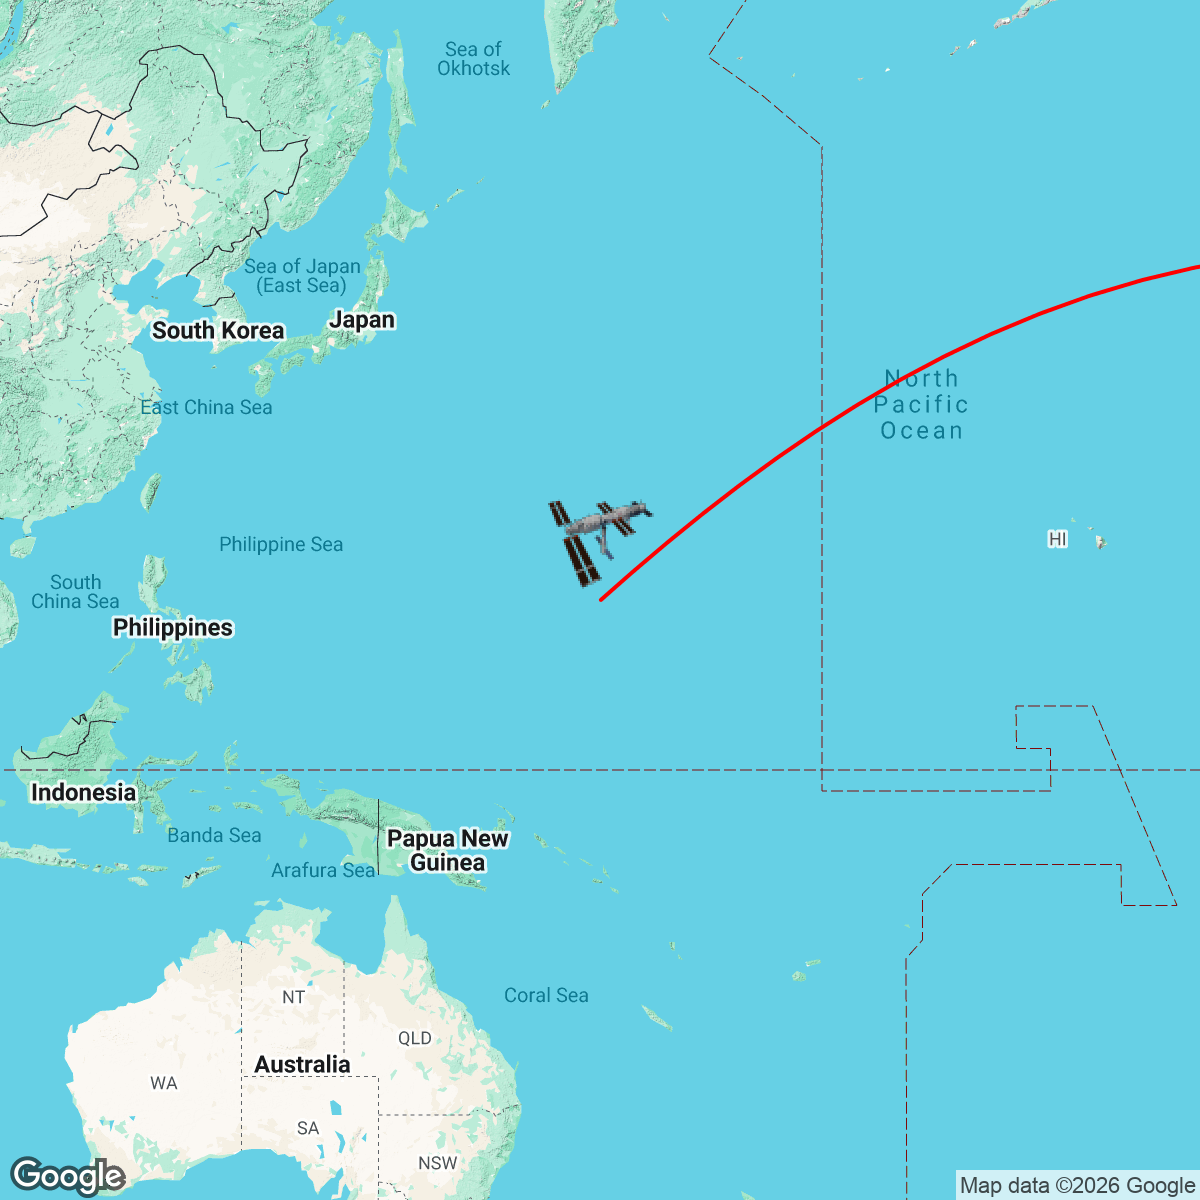 Sea of
Okhotsk
Sea of Japan
(East Sea)
South Korea
Japan
North
Pacific
Ocean
East China Sea
Philippine Sea
HI
South
China Sea
Philippines
Indonesia
Banda Sea
Papua New
Guinea
Arafura Sea
Coral Sea
NT
QLD
Australia
WA
SA
NSW
Google
Map data ©2026 Google